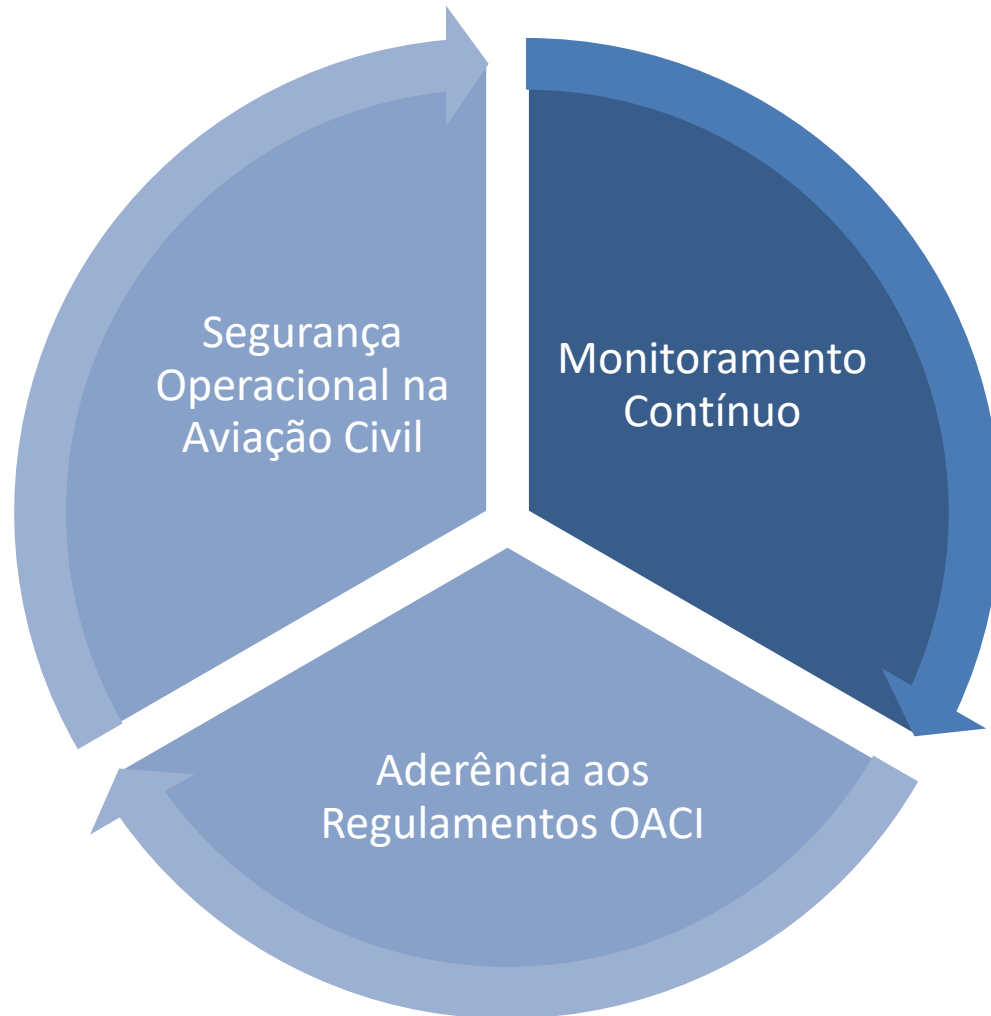 Segurança
Operacional na
Aviação Civil
Monitoramento
Contínuo
Aderência aos
Regulamentos OACI